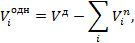 V_i^{одн} = V^д − ∑_i V_i^n,